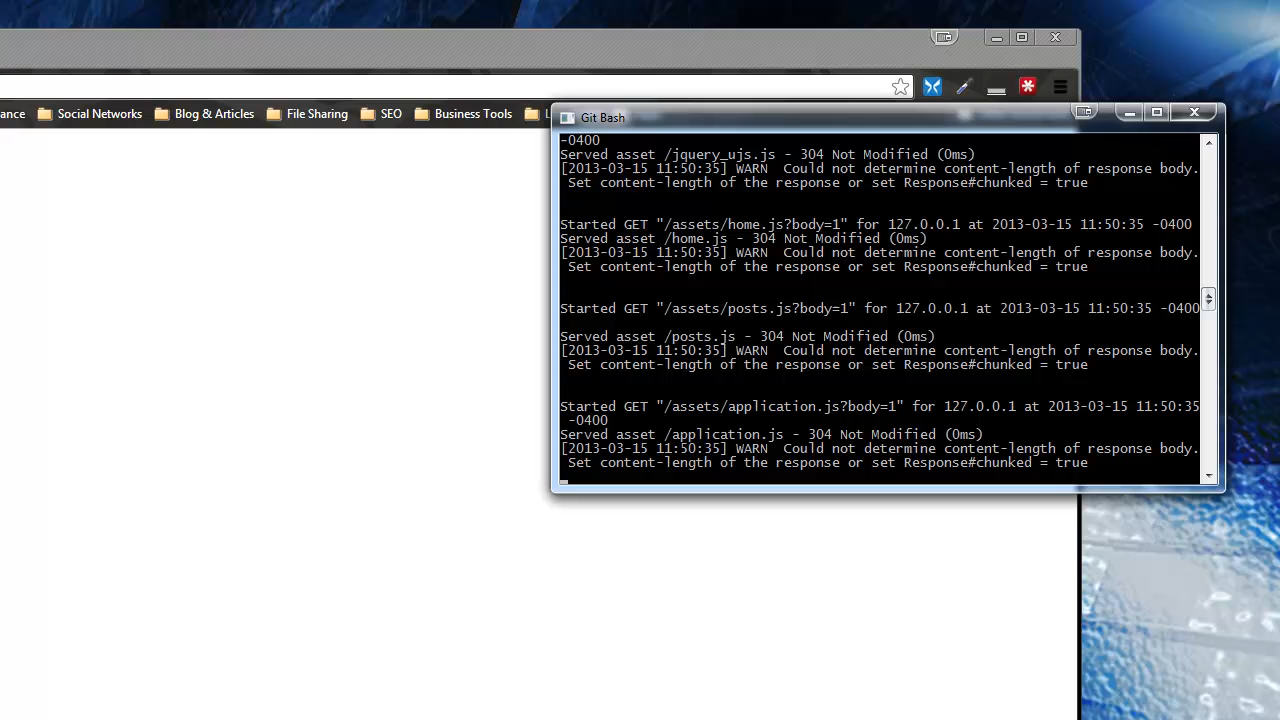 ance Social Networks Blog & Articles File Sharing SEO Business Tools L
Git Bash
-0400
Served asset /jquery_ujs.js - 304 Not Modified (0ms)
[2013-03-15 11:50:35] WARN  Could not determine content-length of response body.
Set content-length of the response or set Response#chunked = true
Started GET "/assets/home.js?body=1" for 127.0.0.1 at 2013-03-15 11:50:35 -0400
Served asset /home.js - 304 Not Modified (0ms)
[2013-03-15 11:50:35] WARN  Could not determine content-length of response body.
Set content-length of the response or set Response#chunked = true
Started GET "/assets/posts.js?body=1" for 127.0.0.1 at 2013-03-15 11:50:35 -0400
Served asset /posts.js - 304 Not Modified (0ms)
[2013-03-15 11:50:35] WARN  Could not determine content-length of response body.
Set content-length of the response or set Response#chunked = true
Started GET "/assets/application.js?body=1" for 127.0.0.1 at 2013-03-15 11:50:35
-0400
Served asset /application.js - 304 Not Modified (0ms)
[2013-03-15 11:50:35] WARN  Could not determine content-length of response body.
Set content-length of the response or set Response#chunked = true